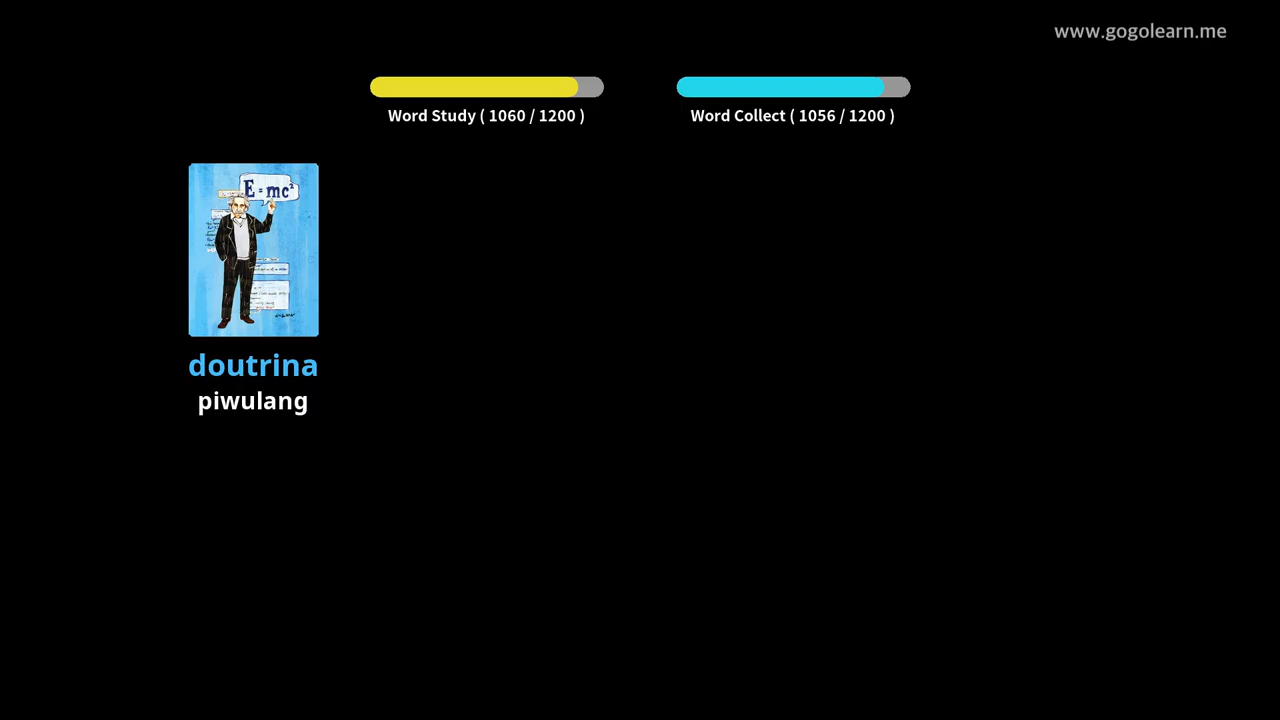 www.gogolearn.me
Word Study ( 1060 / 1200 )
Word Collect ( 1056 / 1200 )
E = mc²
doutrina
piwulang